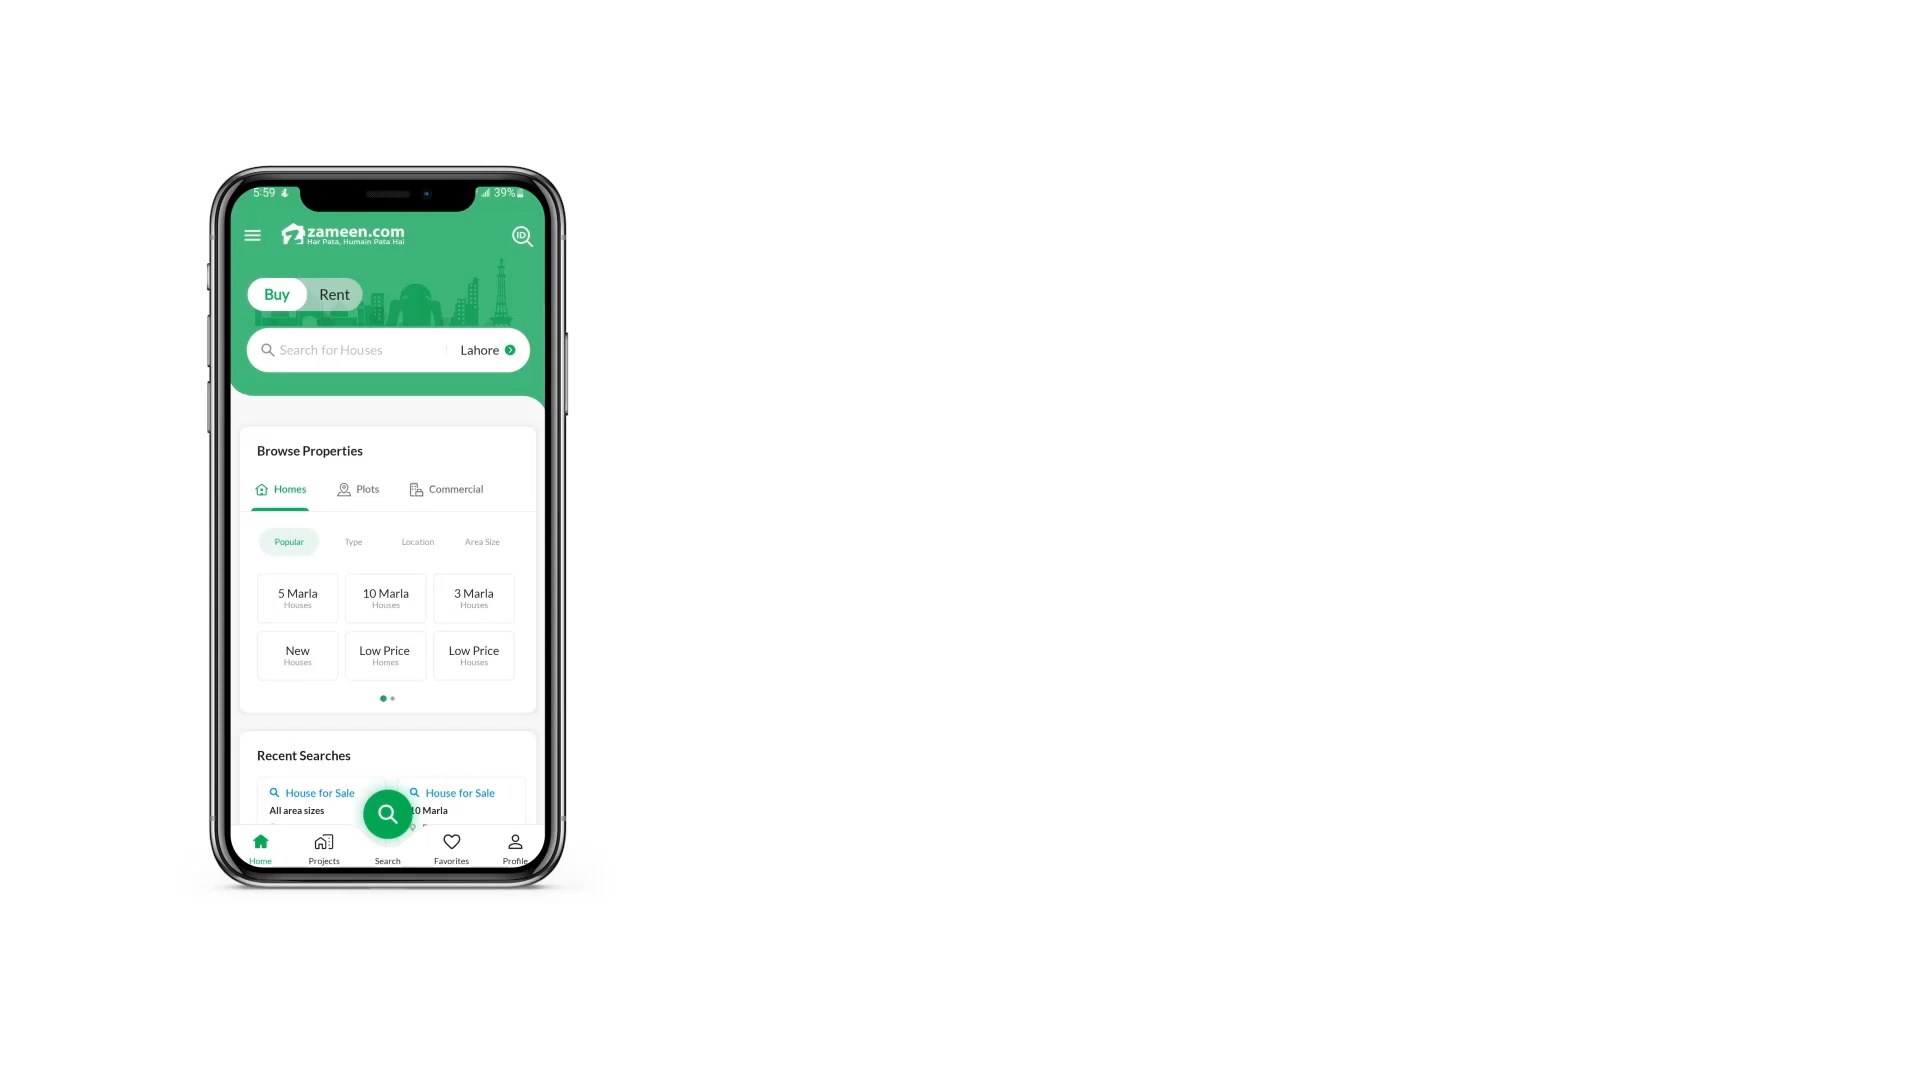 5:59
39%
zameen.com
Har Pata, Humain Pata Hai
ID
Buy Rent
Search for Houses Lahore
Browse Properties
Homes Plots Commercial
Popular Type Location Area Size
5 Marla 10 Marla 3 Marla
Houses Houses Houses
New Low Price Low Price
Houses Homes Houses
Recent Searches
House for Sale House for Sale
All area sizes 10 Marla
Home Projects Search Favorites Profile